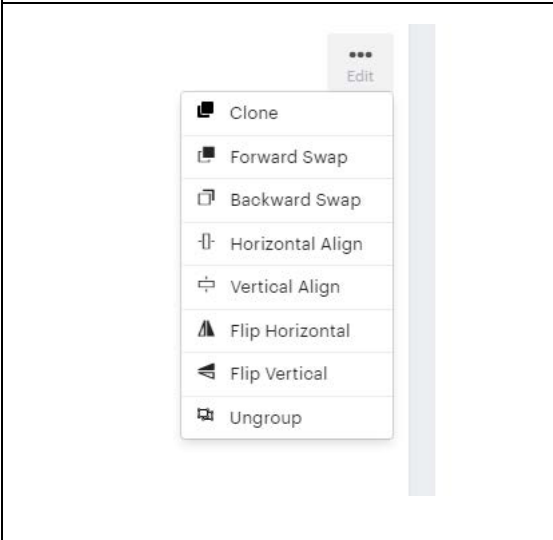 Edit
Clone
Forward Swap
Backward Swap
Horizontal Align
Vertical Align
Flip Horizontal
Flip Vertical
Ungroup